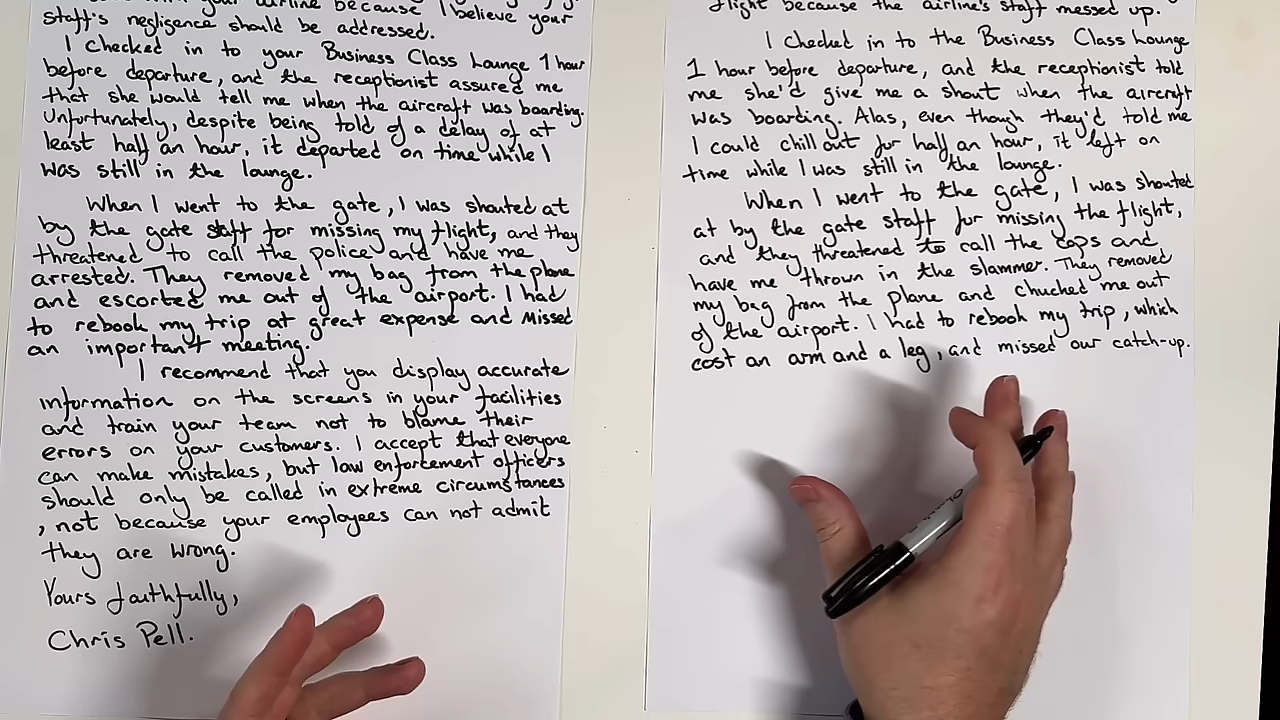 your airline because I believe your
staff's negligence should be addressed.
I checked in to your Business Class Lounge 1 hour
before departure, and the receptionist assured me
that she would tell me when the aircraft was boarding.
Unfortunately, despite being told of a delay of at
least half an hour, it departed on time while I
was still in the lounge.
When I went to the gate, I was shouted at
by the gate staff for missing my flight, and they
threatened to call the police and have me
arrested. They removed my bag from the plane
and escorted me out of the airport. I had
to rebook my trip at great expense and missed
an important meeting.
I recommend that you display accurate
information on the screens in your facilities
and train your team not to blame their
errors on your customers. I accept that everyone
can make mistakes, but law enforcement officers
should only be called in extreme circumstances
, not because your employees can not admit
they are wrong.
Yours faithfully,
Chris Pell.
flight because the airline's staff messed up.
I checked in to the Business Class Lounge
1 hour before departure, and the receptionist told
me she'd give me a shout when the aircraft
was boarding. Alas, even though they'd told me
I could chill out for half an hour, it left on
time while I was still in the lounge.
When I went to the gate, I was shouted
at by the gate staff for missing the flight,
and they threatened to call the cops and
have me thrown in the slammer. They removed
my bag from the plane and chucked me out
of the airport. I had to rebook my trip, which
cost an arm and a leg, and missed our catch-up.